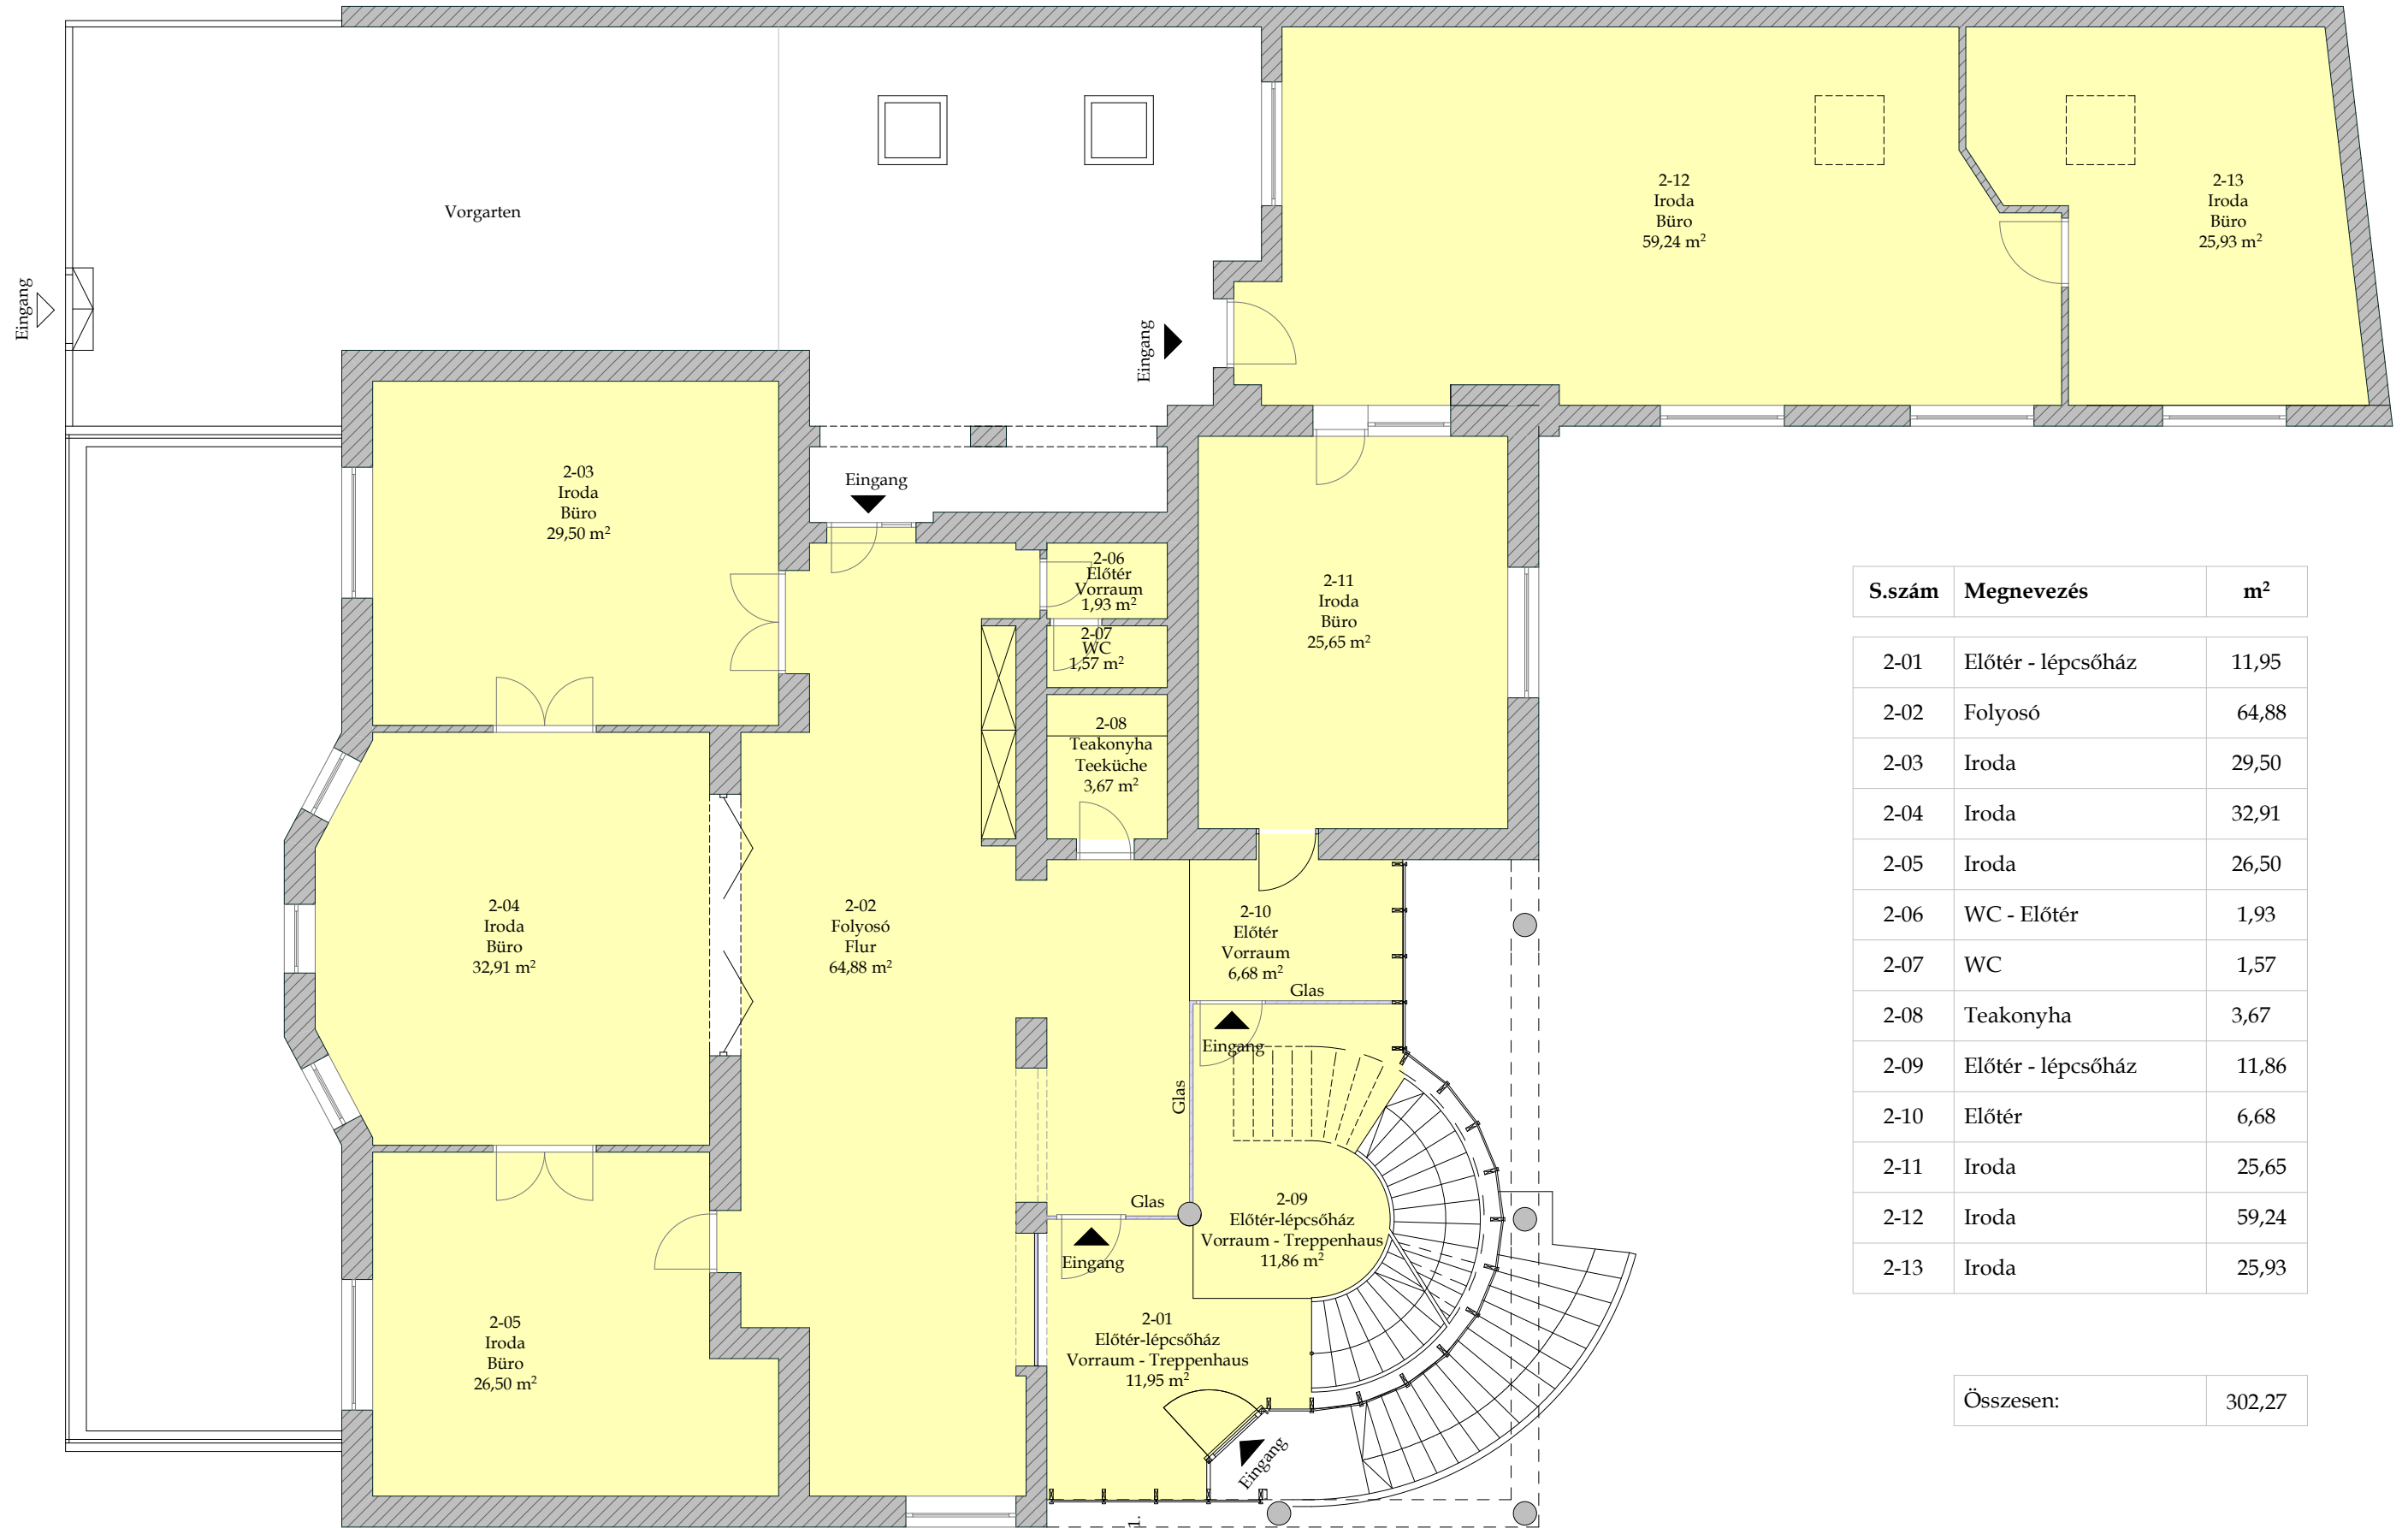 Vorgarten
Eingang
Eingang
2-12
Iroda
Büro
59,24 m²
2-13
Iroda
Büro
25,93 m²
2-03
Iroda
Büro
29,50 m²
Eingang
2-06
Előtér
Vorraum
1,93 m²
2-07
WC
1,57 m²
2-08
Teakonyha
Teeküche
3,67 m²
2-11
Iroda
Büro
25,65 m²
2-04
Iroda
Büro
32,91 m²
2-02
Folyosó
Flur
64,88 m²
2-10
Előtér
Vorraum
6,68 m²
Glas
Eingang
Glas
Glas
Eingang
2-09
Előtér-lépcsőház
Vorraum - Treppenhaus
11,86 m²
2-05
Iroda
Büro
26,50 m²
2-01
Előtér-lépcsőház
Vorraum - Treppenhaus
11,95 m²
Eingang
1.
S.szám Megnevezés m²
2-01 Előtér - lépcsőház 11,95
2-02 Folyosó 64,88
2-03 Iroda 29,50
2-04 Iroda 32,91
2-05 Iroda 26,50
2-06 WC - Előtér 1,93
2-07 WC 1,57
2-08 Teakonyha 3,67
2-09 Előtér - lépcsőház 11,86
2-10 Előtér 6,68
2-11 Iroda 25,65
2-12 Iroda 59,24
2-13 Iroda 25,93
Összesen: 302,27